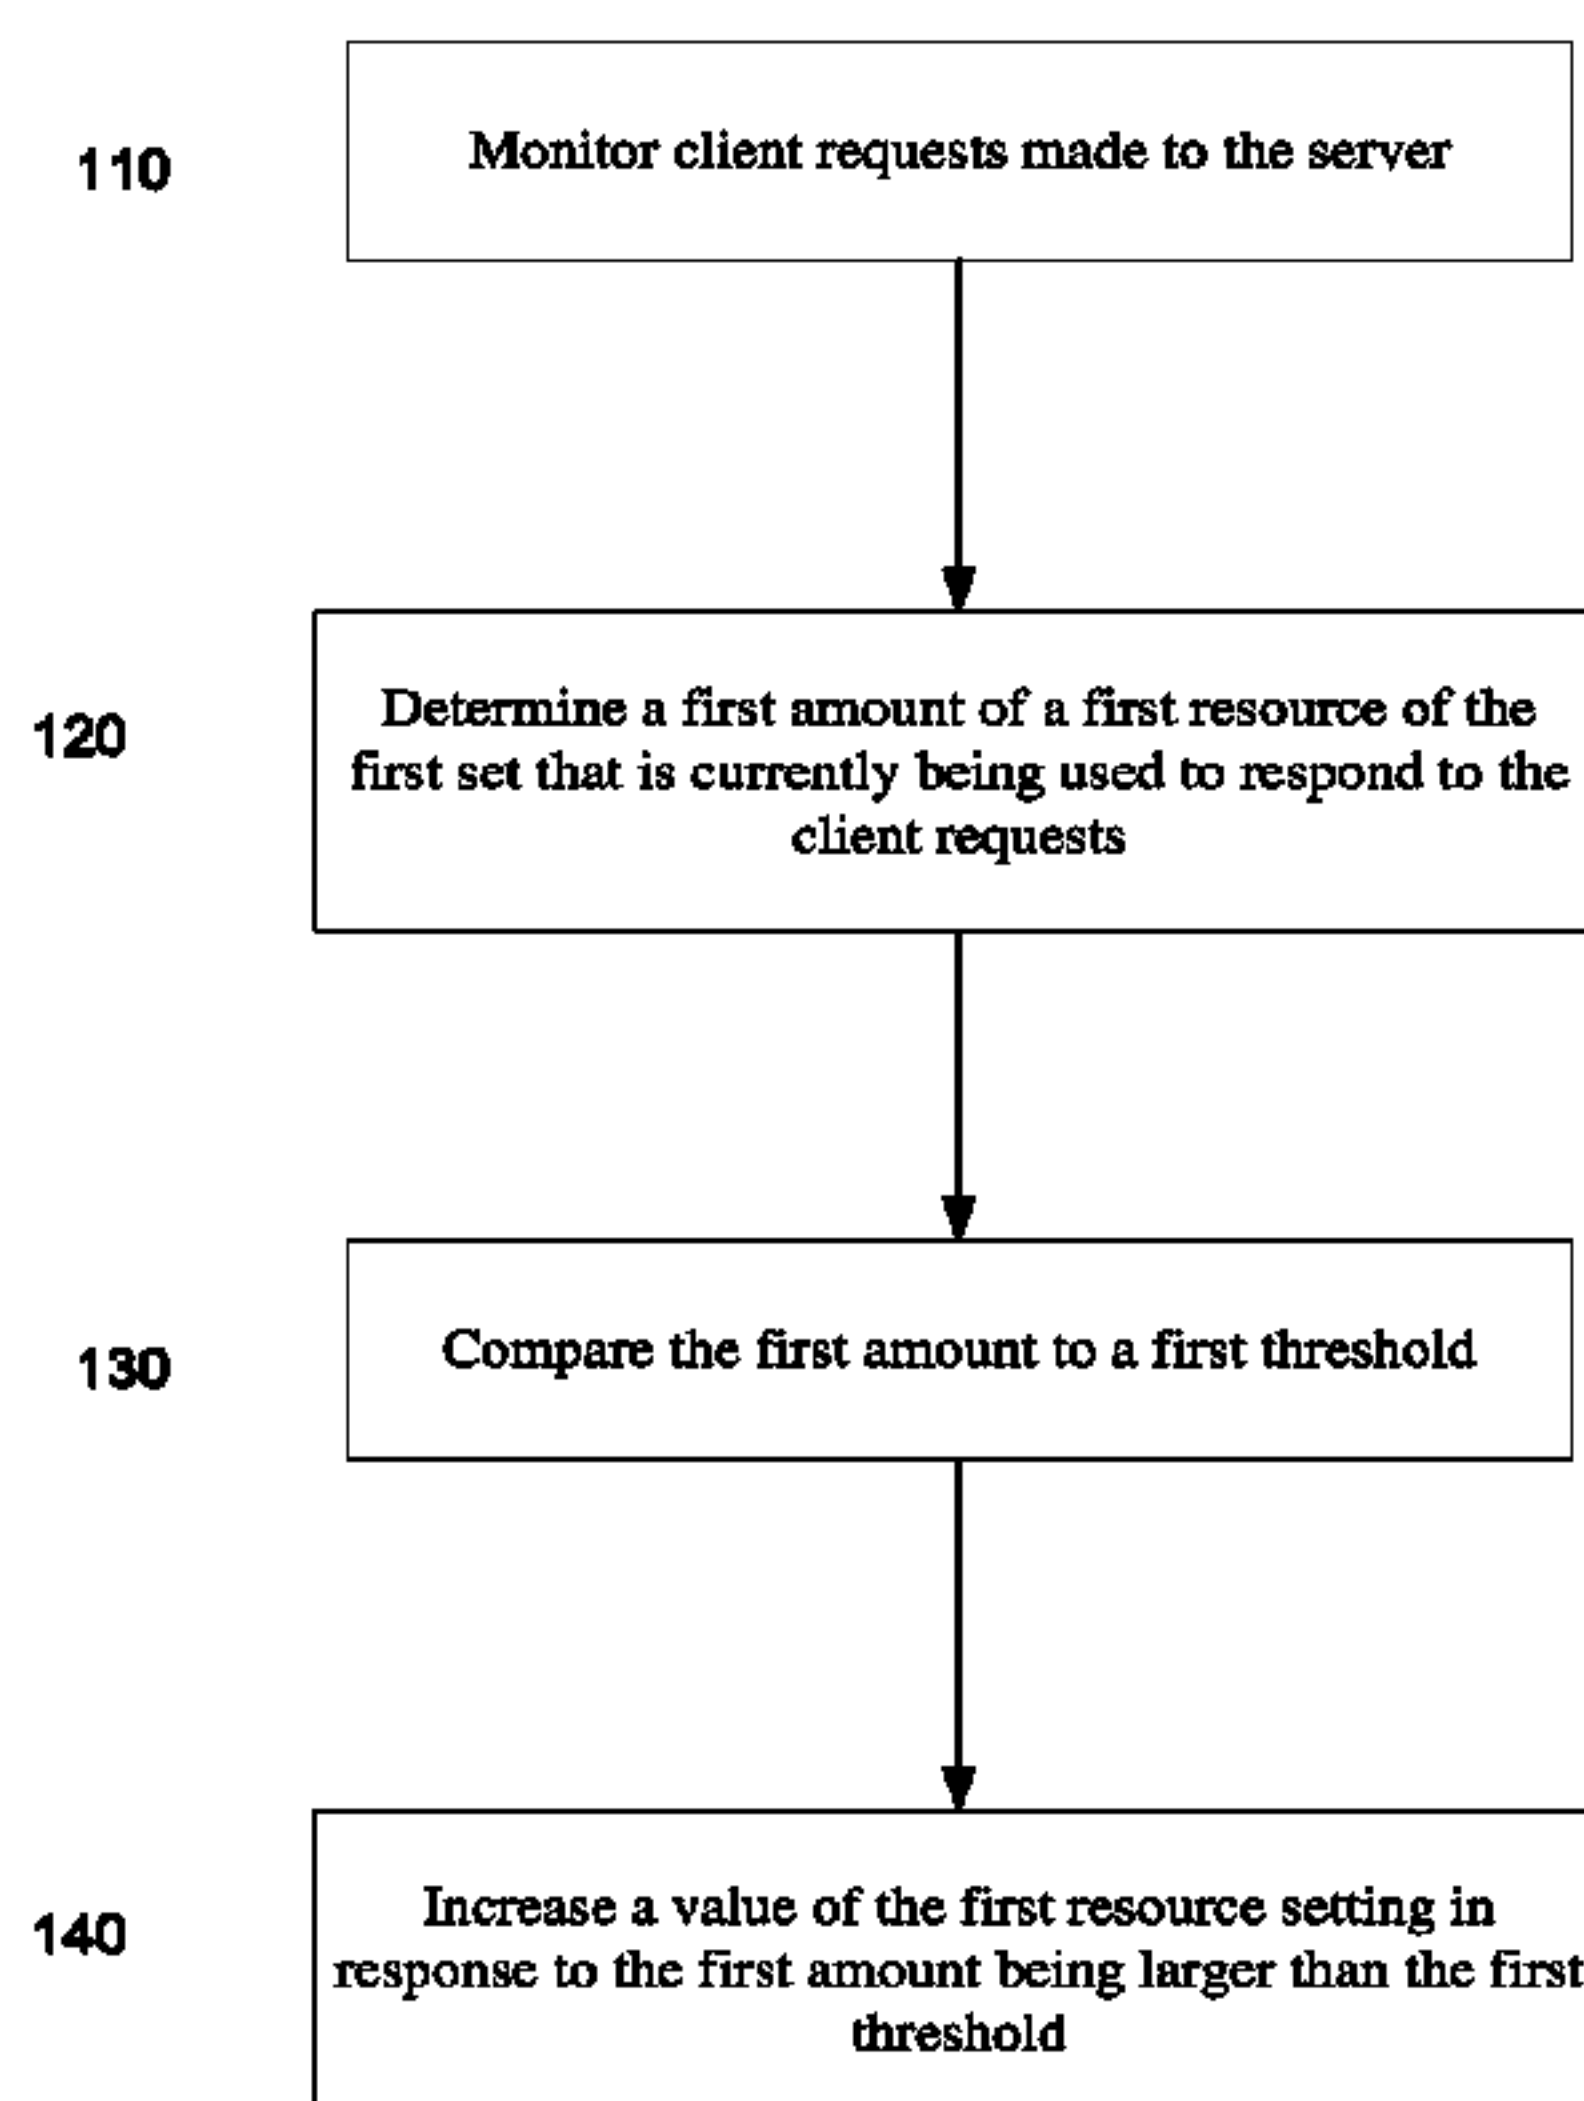 110
Monitor client requests made to the server
120
Determine a first amount of a first resource of the
first set that is currently being used to respond to the
client requests
130
Compare the first amount to a first threshold
140
Increase a value of the first resource setting in
response to the first amount being larger than the first
threshold